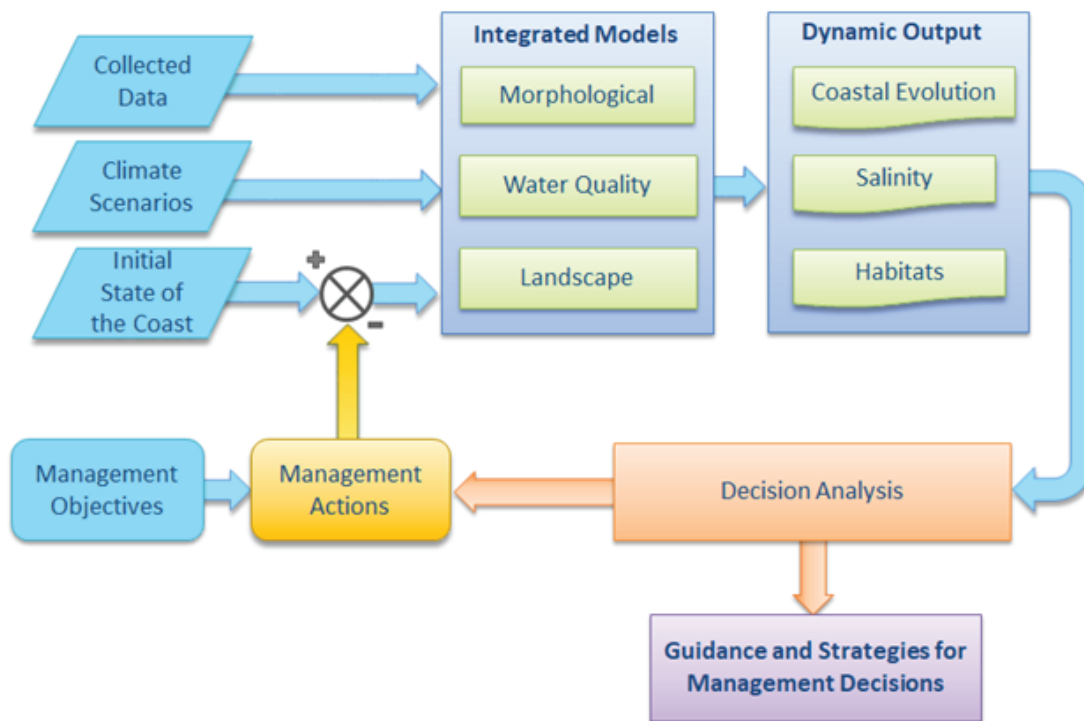 Collected
Data
Climate
Scenarios
Initial
State of
the Coast
+
-
Integrated Models
Morphological
Water Quality
Landscape
Dynamic Output
Coastal Evolution
Salinity
Habitats
Management
Objectives
Management
Actions
Decision Analysis
Guidance and Strategies for
Management Decisions